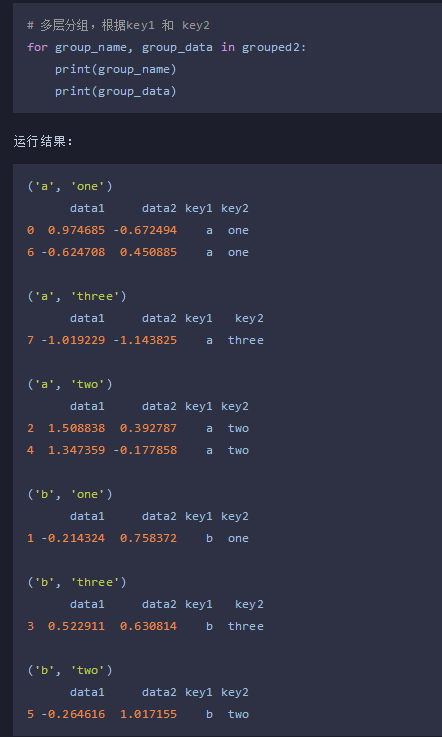 # 多层分组，根据key1 和 key2
for group_name, group_data in grouped2:
    print(group_name)
    print(group_data)
运行结果：
('a', 'one')
      data1     data2 key1 key2
0  0.974685 -0.672494    a  one
6 -0.624708  0.450885    a  one
('a', 'three')
      data1     data2 key1   key2
7 -1.019229 -1.143825    a  three
('a', 'two')
      data1     data2 key1 key2
2  1.508838  0.392787    a  two
4  1.347359 -0.177858    a  two
('b', 'one')
      data1     data2 key1 key2
1 -0.214324  0.758372    b  one
('b', 'three')
      data1     data2 key1   key2
3  0.522911  0.630814    b  three
('b', 'two')
      data1     data2 key1 key2
5 -0.264616  1.017155    b  two